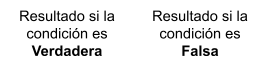 Resultado si la
condición es
Verdadera
Resultado si la
condición es
Falsa